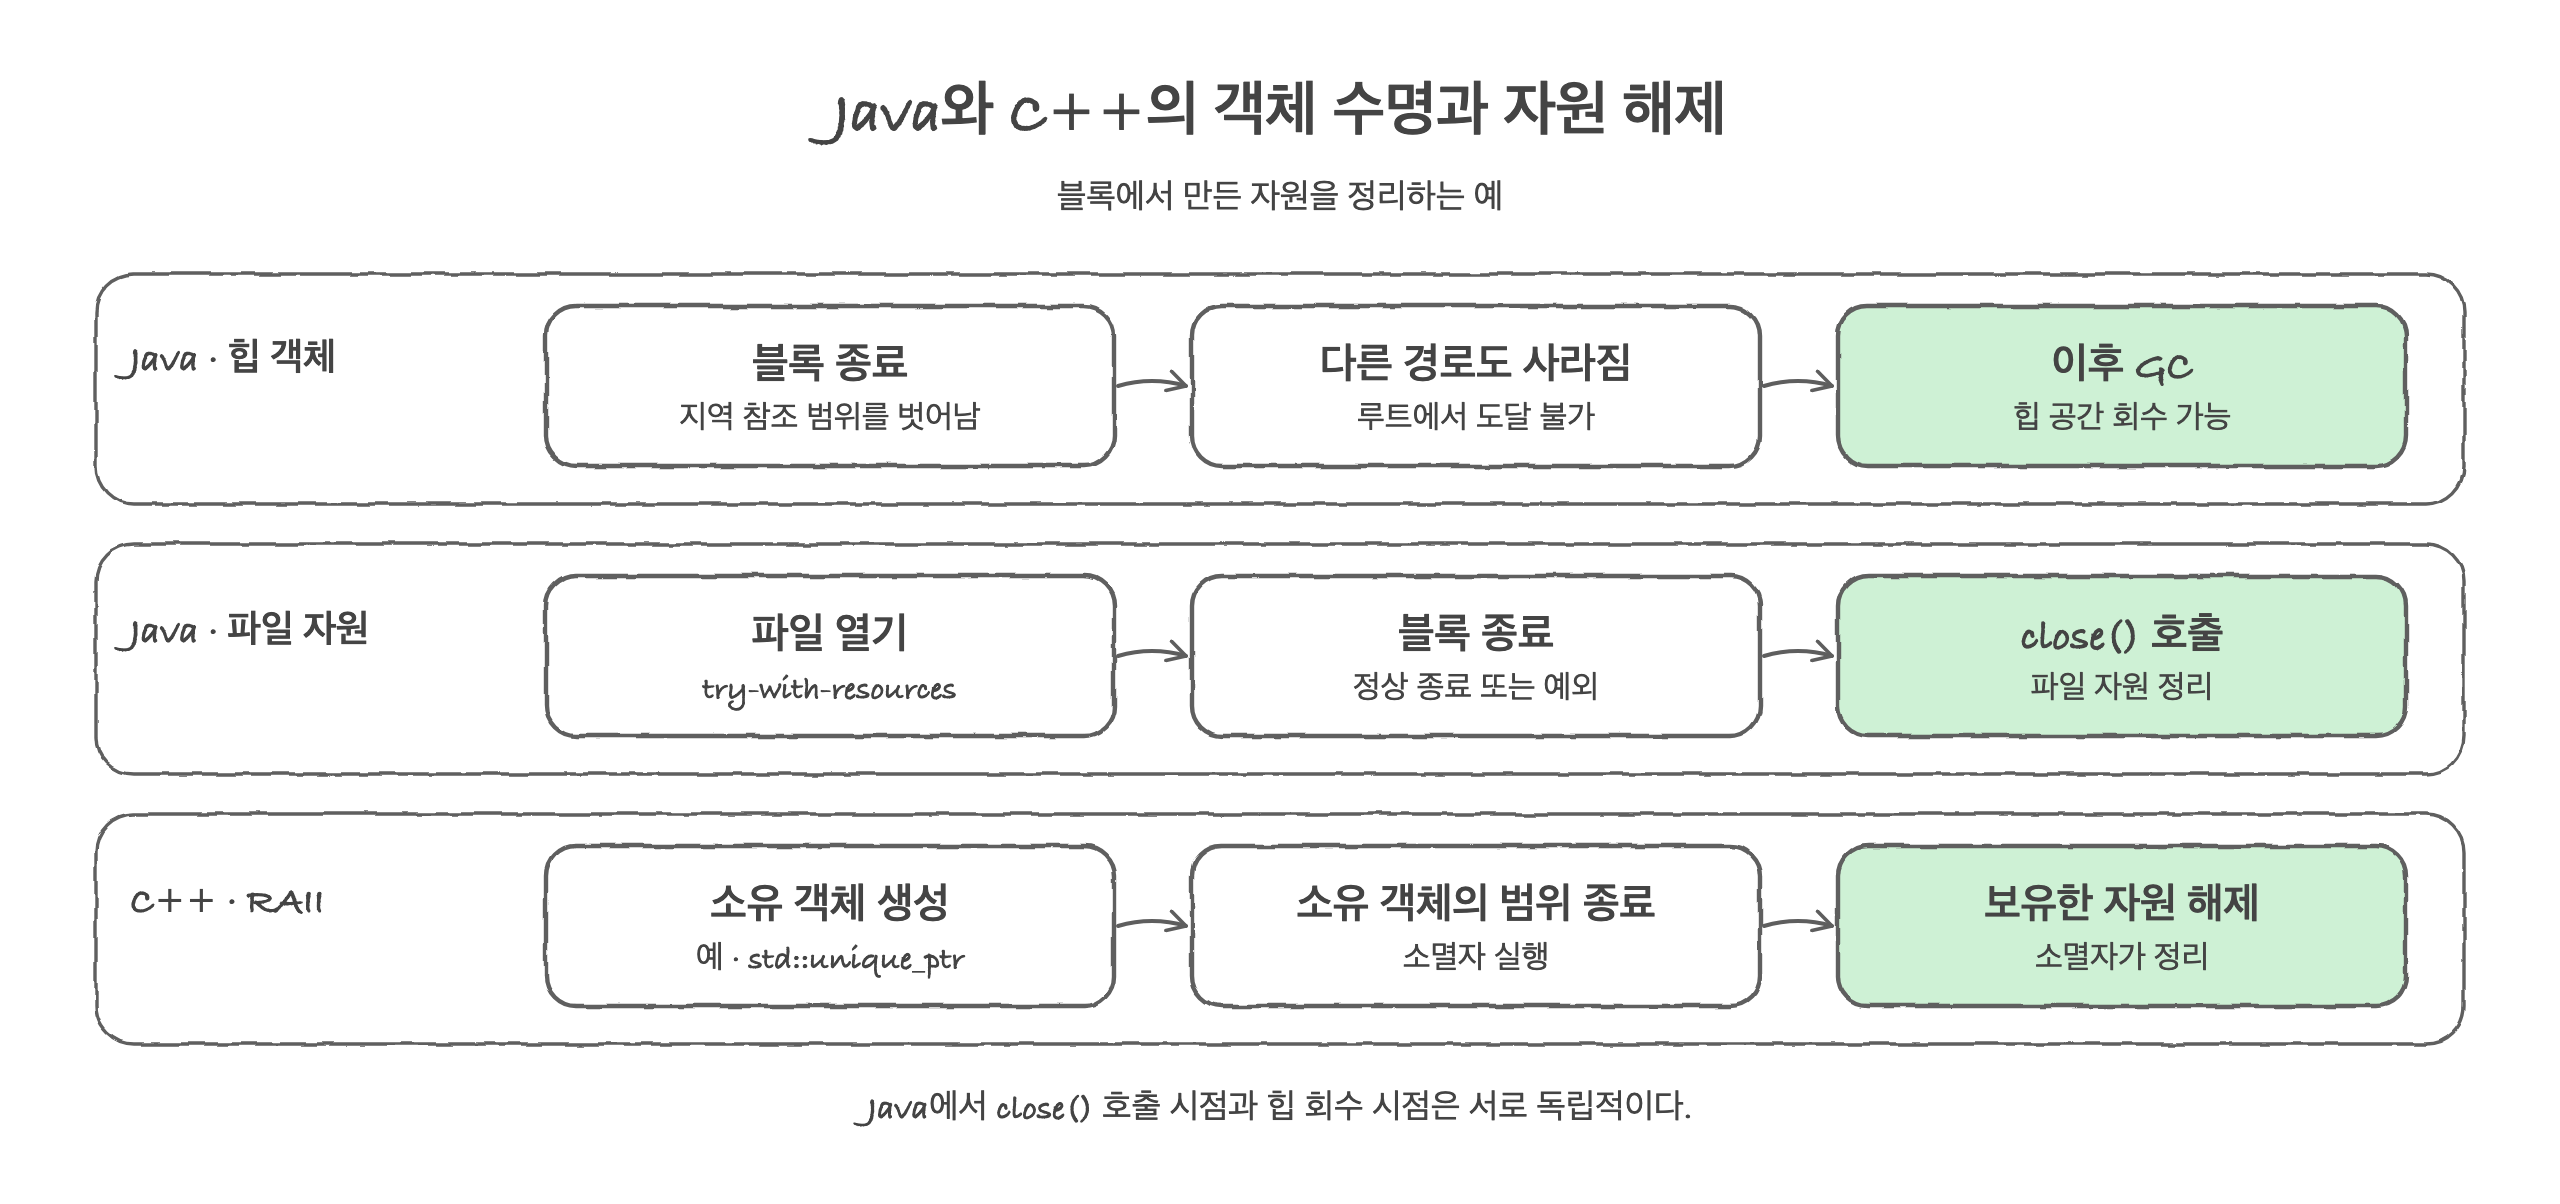 Java와 C++의 객체 수명과 자원 해제
블록에서 만든 자원을 정리하는 예
Java · 힙 객체
블록 종료
지역 참조 범위를 벗어남
다른 경로도 사라짐
루트에서 도달 불가
이후 GC
힙 공간 회수 가능
Java · 파일 자원
파일 열기
try-with-resources
블록 종료
정상 종료 또는 예외
close() 호출
파일 자원 정리
C++ · RAII
소유 객체 생성
예 · std::unique_ptr
소유 객체의 범위 종료
소멸자 실행
보유한 자원 해제
소멸자가 정리
Java에서 close() 호출 시점과 힙 회수 시점은 서로 독립적이다.